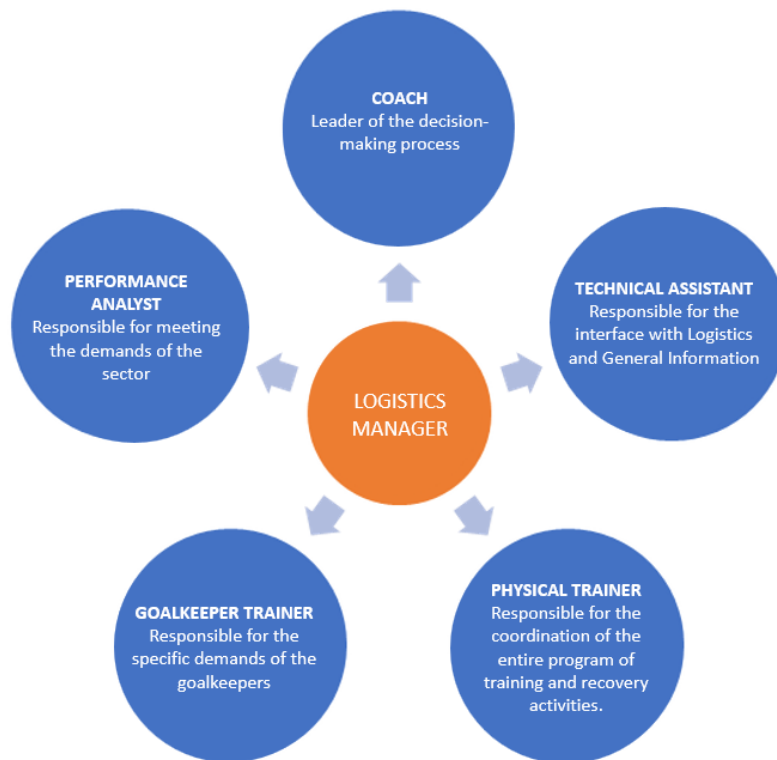 COACH
Leader of the decision-
making process
PERFORMANCE
ANALYST
Responsible for meeting
the demands of the
sector
TECHNICAL ASSISTANT
Responsible for the
interface with Logistics
and General Information
LOGISTICS
MANAGER
GOALKEEPER TRAINER
Responsible for the
specific demands of the
goalkeepers
PHYSICAL TRAINER
Responsible for the
coordination of the
entire program of
training and recovery
activities.